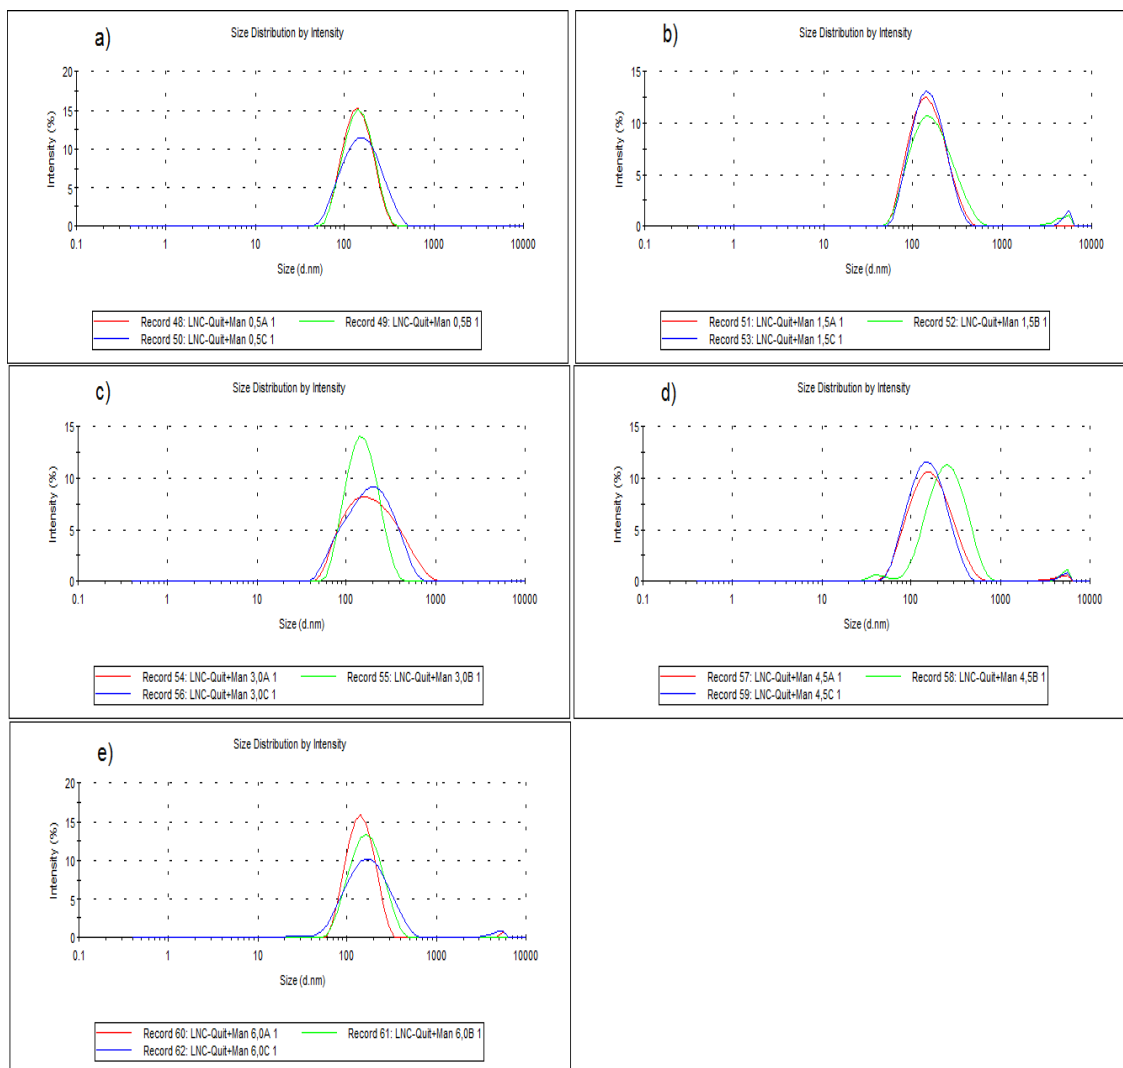 a)
Size Distribution by Intensity
20
15
10
5
0
Intensity (%)
0.1 1 10 100 1000 10000
Size (d.nm)
Record 48: LNC-Quit+Man 0,5A 1 Record 49: LNC-Quit+Man 0,5B 1
Record 50: LNC-Quit+Man 0,5C 1
b)
Size Distribution by Intensity
15
10
5
0
Intensity (%)
0.1 1 10 100 1000 10000
Size (d.nm)
Record 51: LNC-Quit+Man 1,5A 1 Record 52: LNC-Quit+Man 1,5B 1
Record 53: LNC-Quit+Man 1,5C 1
c)
Size Distribution by Intensity
15
10
5
0
Intensity (%)
0.1 1 10 100 1000 10000
Size (d.nm)
Record 54: LNC-Quit+Man 3,0A 1 Record 55: LNC-Quit+Man 3,0B 1
Record 56: LNC-Quit+Man 3,0C 1
d)
Size Distribution by Intensity
15
10
5
0
Intensity (%)
0.1 1 10 100 1000 10000
Size (d.nm)
Record 57: LNC-Quit+Man 4,5A 1 Record 58: LNC-Quit+Man 4,5B 1
Record 59: LNC-Quit+Man 4,5C 1
e)
Size Distribution by Intensity
20
15
10
5
0
Intensity (%)
0.1 1 10 100 1000 10000
Size (d.nm)
Record 60: LNC-Quit+Man 6,0A 1 Record 61: LNC-Quit+Man 6,0B 1
Record 62: LNC-Quit+Man 6,0C 1